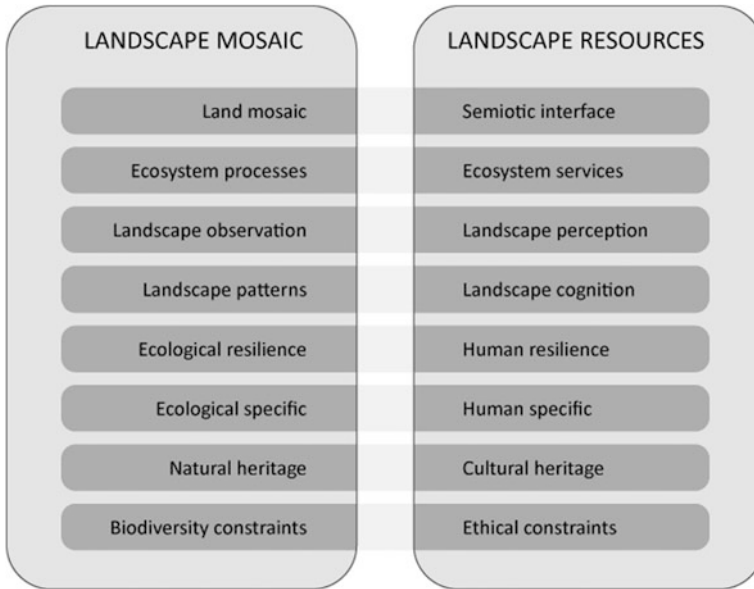 LANDSCAPE MOSAIC LANDSCAPE RESOURCES
Land mosaic Semiotic interface
Ecosystem processes Ecosystem services
Landscape observation Landscape perception
Landscape patterns Landscape cognition
Ecological resilience Human resilience
Ecological specific Human specific
Natural heritage Cultural heritage
Biodiversity constraints Ethical constraints